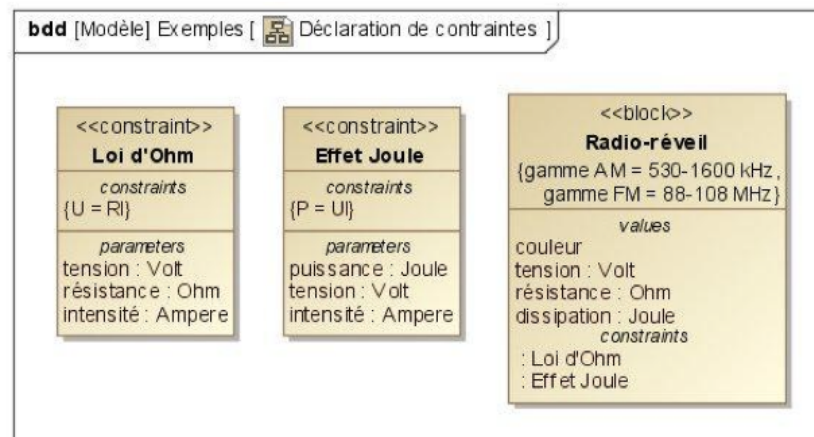 bdd [Modèle] Exemples [ Déclaration de contraintes ]
<<constraint>>
Loi d'Ohm
constraints
{U = RI}
parameters
tension : Volt
résistance : Ohm
intensité : Ampere
<<constraint>>
Effet Joule
constraints
{P = UI}
parameters
puissance : Joule
tension : Volt
intensité : Ampere
<<block>>
Radio-réveil
{gamme AM = 530-1600 kHz ,
gamme FM = 88-108 MHz}
values
couleur
tension : Volt
résistance : Ohm
dissipation : Joule
constraints
: Loi d'Ohm
: Effet Joule